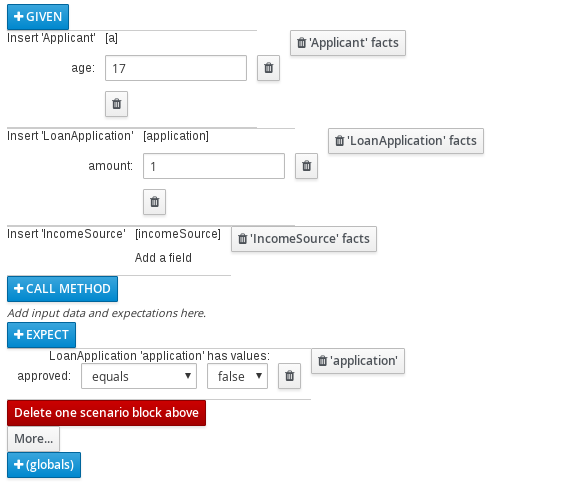 GIVEN
Insert 'Applicant' [a] 'Applicant' facts
age: 17
Insert 'LoanApplication' [application] 'LoanApplication' facts
amount: 1
Insert 'IncomeSource' [incomeSource] 'IncomeSource' facts
Add a field
CALL METHOD
Add input data and expectations here.
EXPECT
LoanApplication 'application' has values: 'application'
approved: equals false
Delete one scenario block above
More...
(globals)